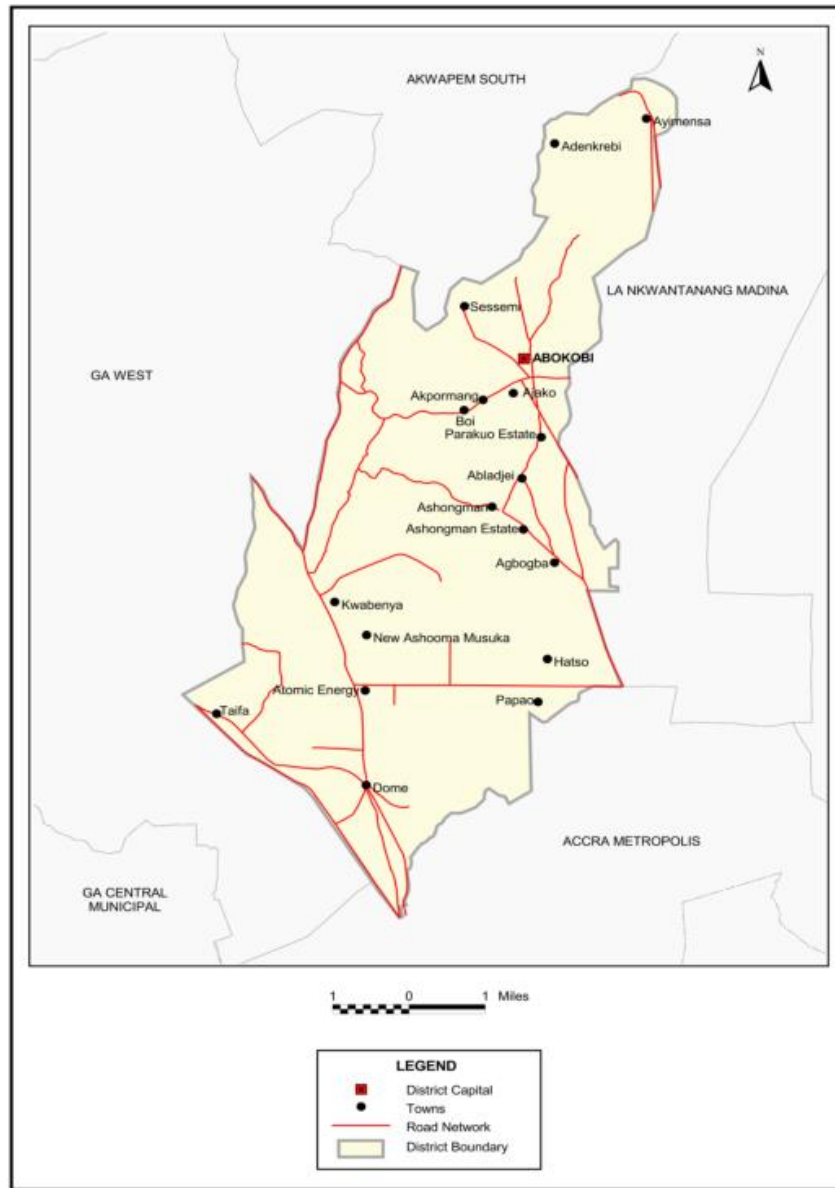 N
AKWAPEM SOUTH
Ayimensa
Adenkrebi
LA NKWANTANANG MADINA
Sessemi
ABOKOBI
GA WEST
Ajako
Akpormang
Boi
Parakuo Estate
Abladjei
Ashongman
Ashongman Estate
Agbogba
Kwabenya
New Ashooma Musuka
Hatso
Atomic Energy
Papao
Taifa
Dome
ACCRA METROPOLIS
GA CENTRAL
MUNICIPAL
1 0 1 Miles
LEGEND
District Capital
Towns
Road Network
District Boundary